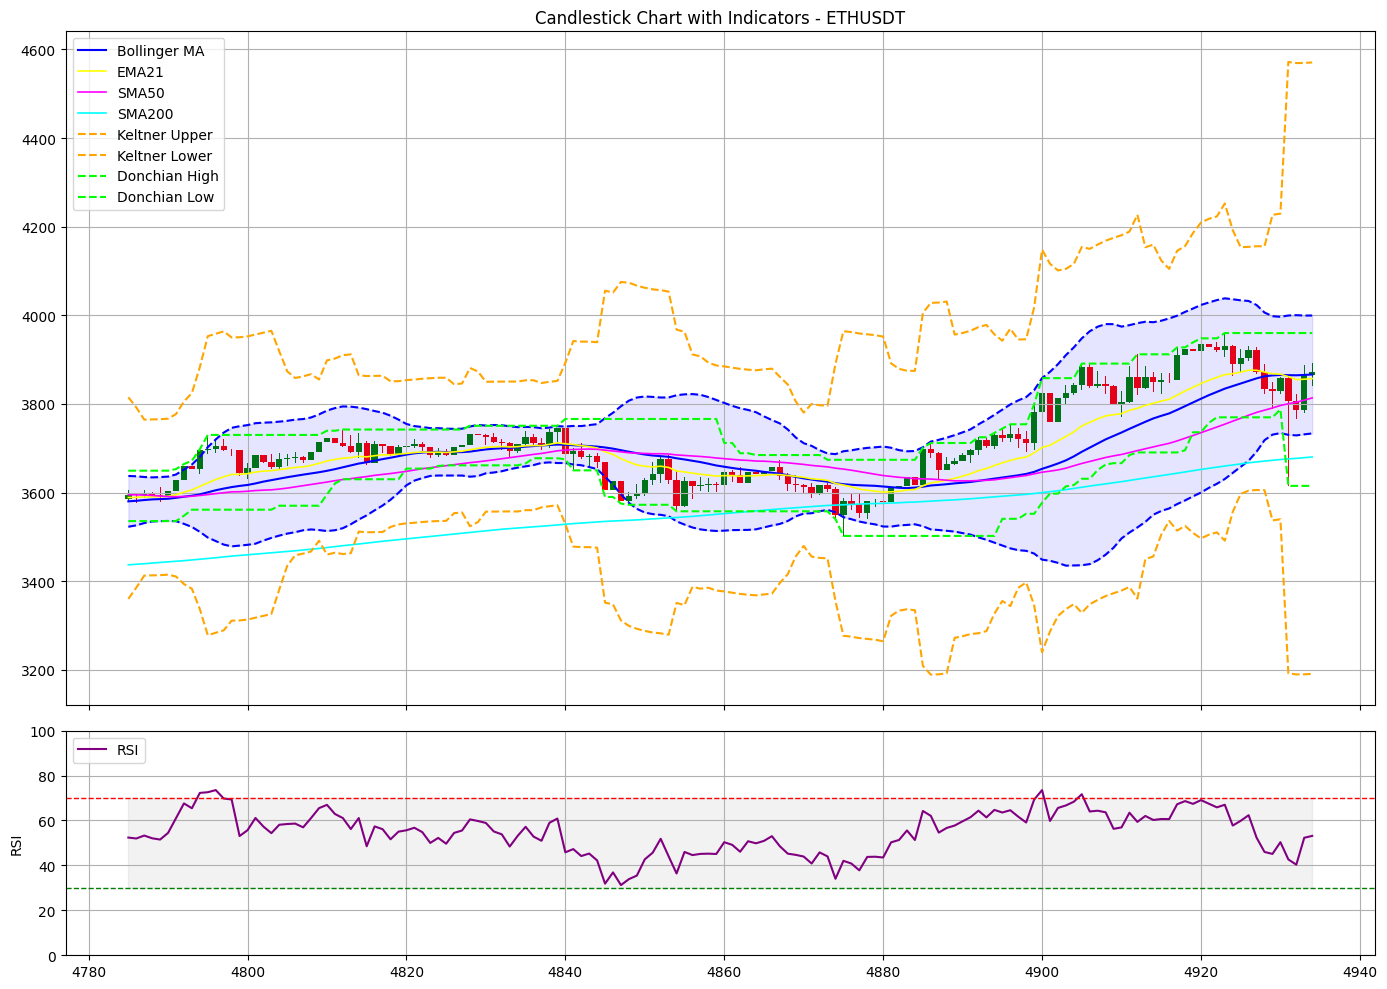 Candlestick Chart with Indicators - ETHUSDT
Bollinger MA
EMA21
SMA50
SMA200
Keltner Upper
Keltner Lower
Donchian High
Donchian Low
4600
4400
4200
4000
3800
3600
3400
3200
RSI
100
80
60
40
20
0
RSI
4780
4800
4820
4840
4860
4880
4900
4920
4940